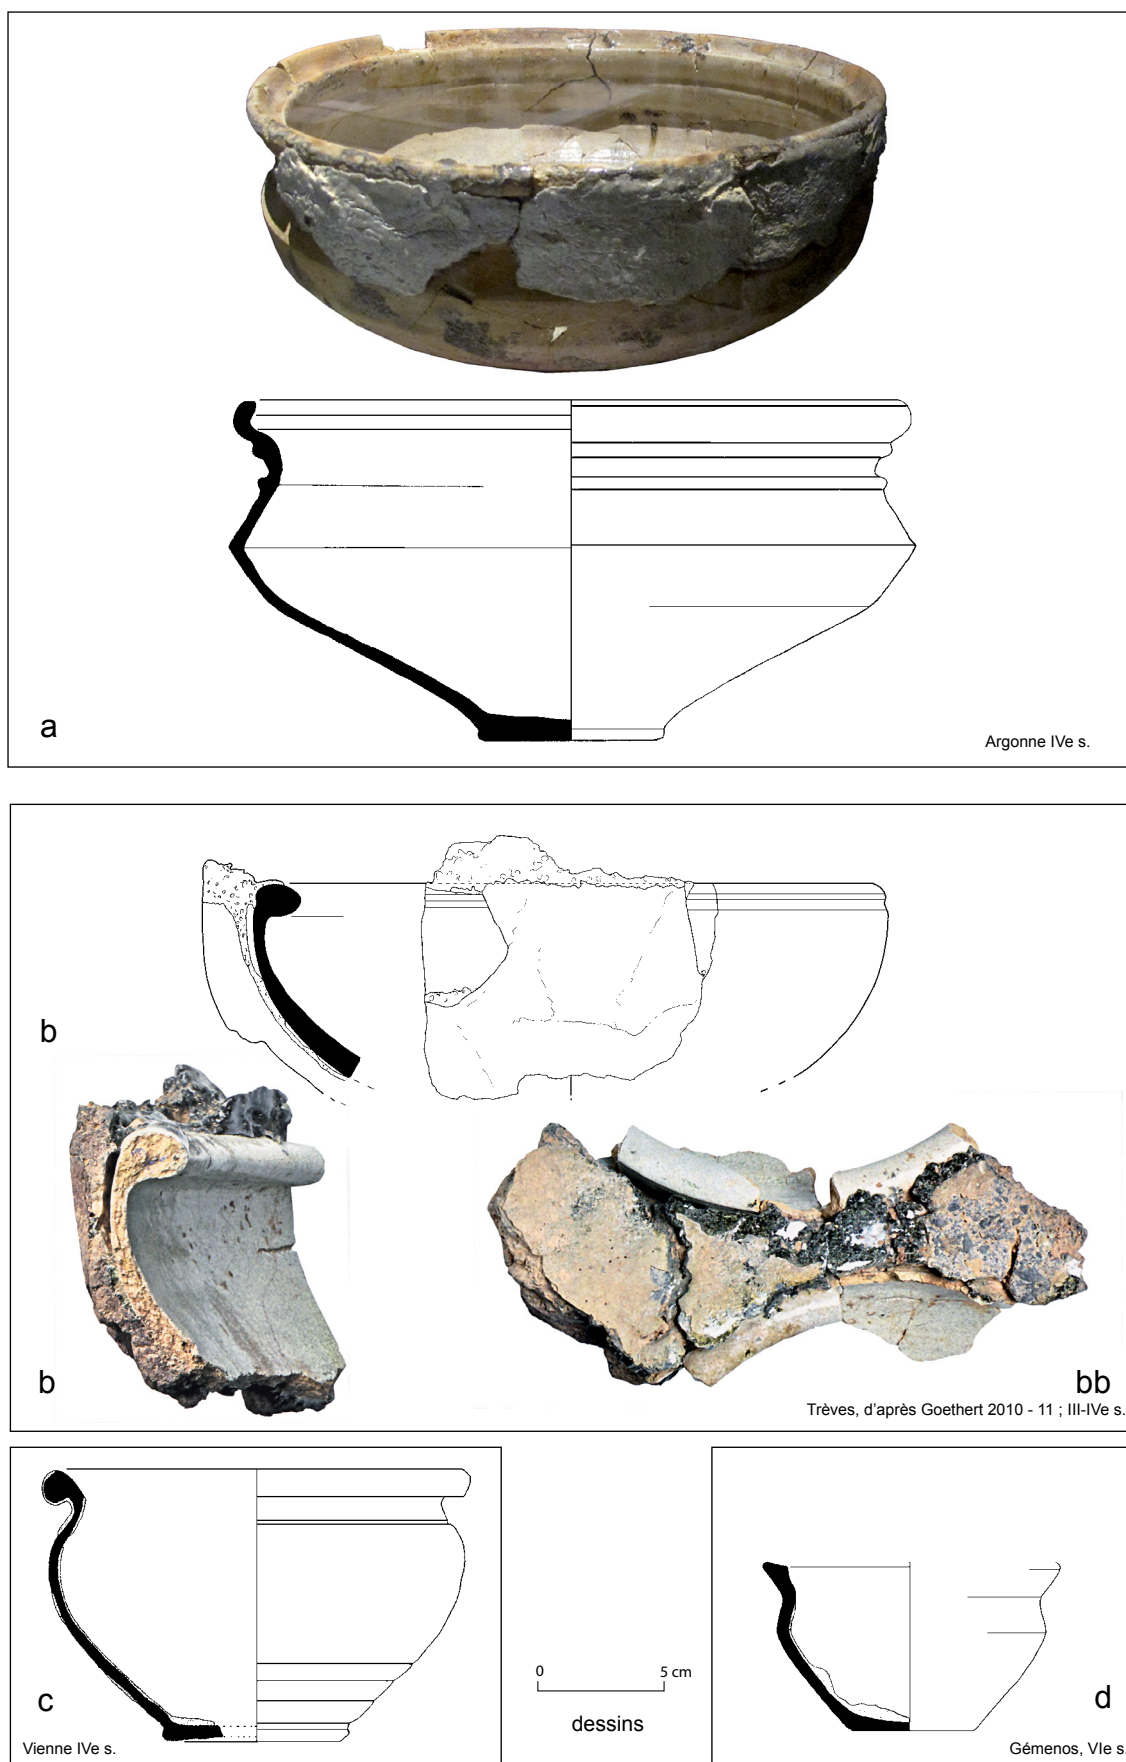 a
Argonne IVe s.
b
b
bb
Trèves, d'après Goethert 2010 - 11 ; III-IVe s.
c
Vienne IVe s.
0 5 cm
dessins
d
Gémenos, VIe s.